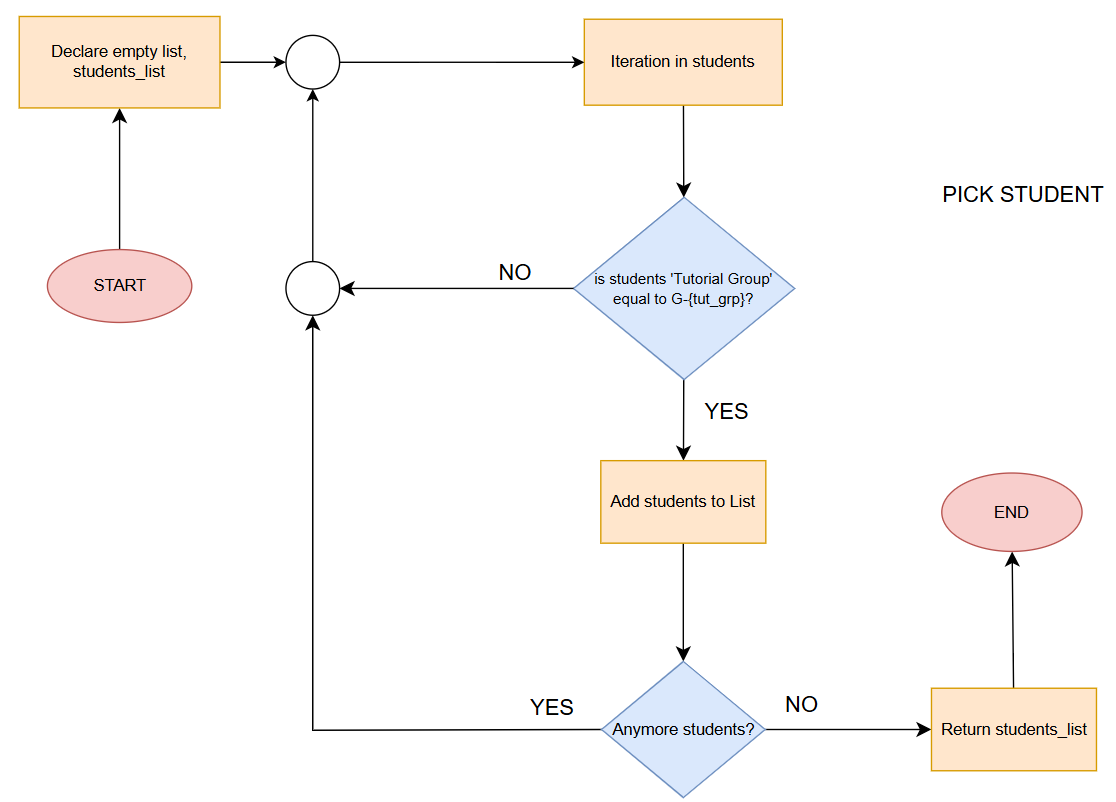 Declare empty list,
students_list
Iteration in students
PICK STUDENT
START
NO
is students 'Tutorial Group'
equal to G-{tut_grp}?
YES
Add students to List
END
YES
NO
Anymore students?
Return students_list